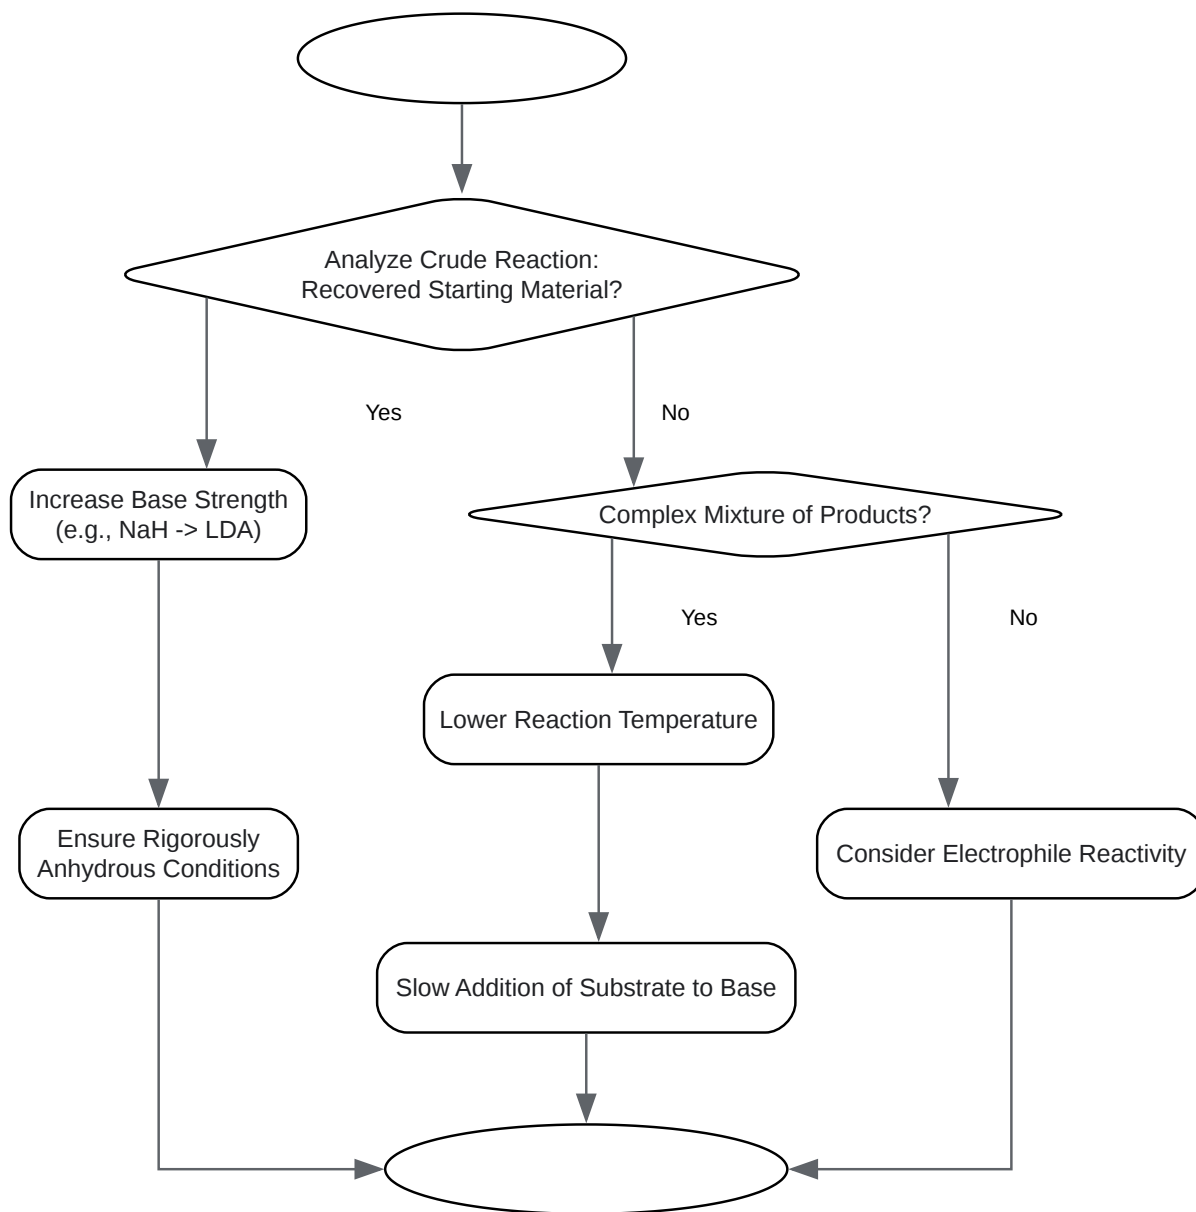 Analyze Crude Reaction:
Recovered Starting Material?
Yes
No
Increase Base Strength
(e.g., NaH -> LDA)
Complex Mixture of Products?
Yes
No
Lower Reaction Temperature
Ensure Rigorously
Anhydrous Conditions
Consider Electrophile Reactivity
Slow Addition of Substrate to Base